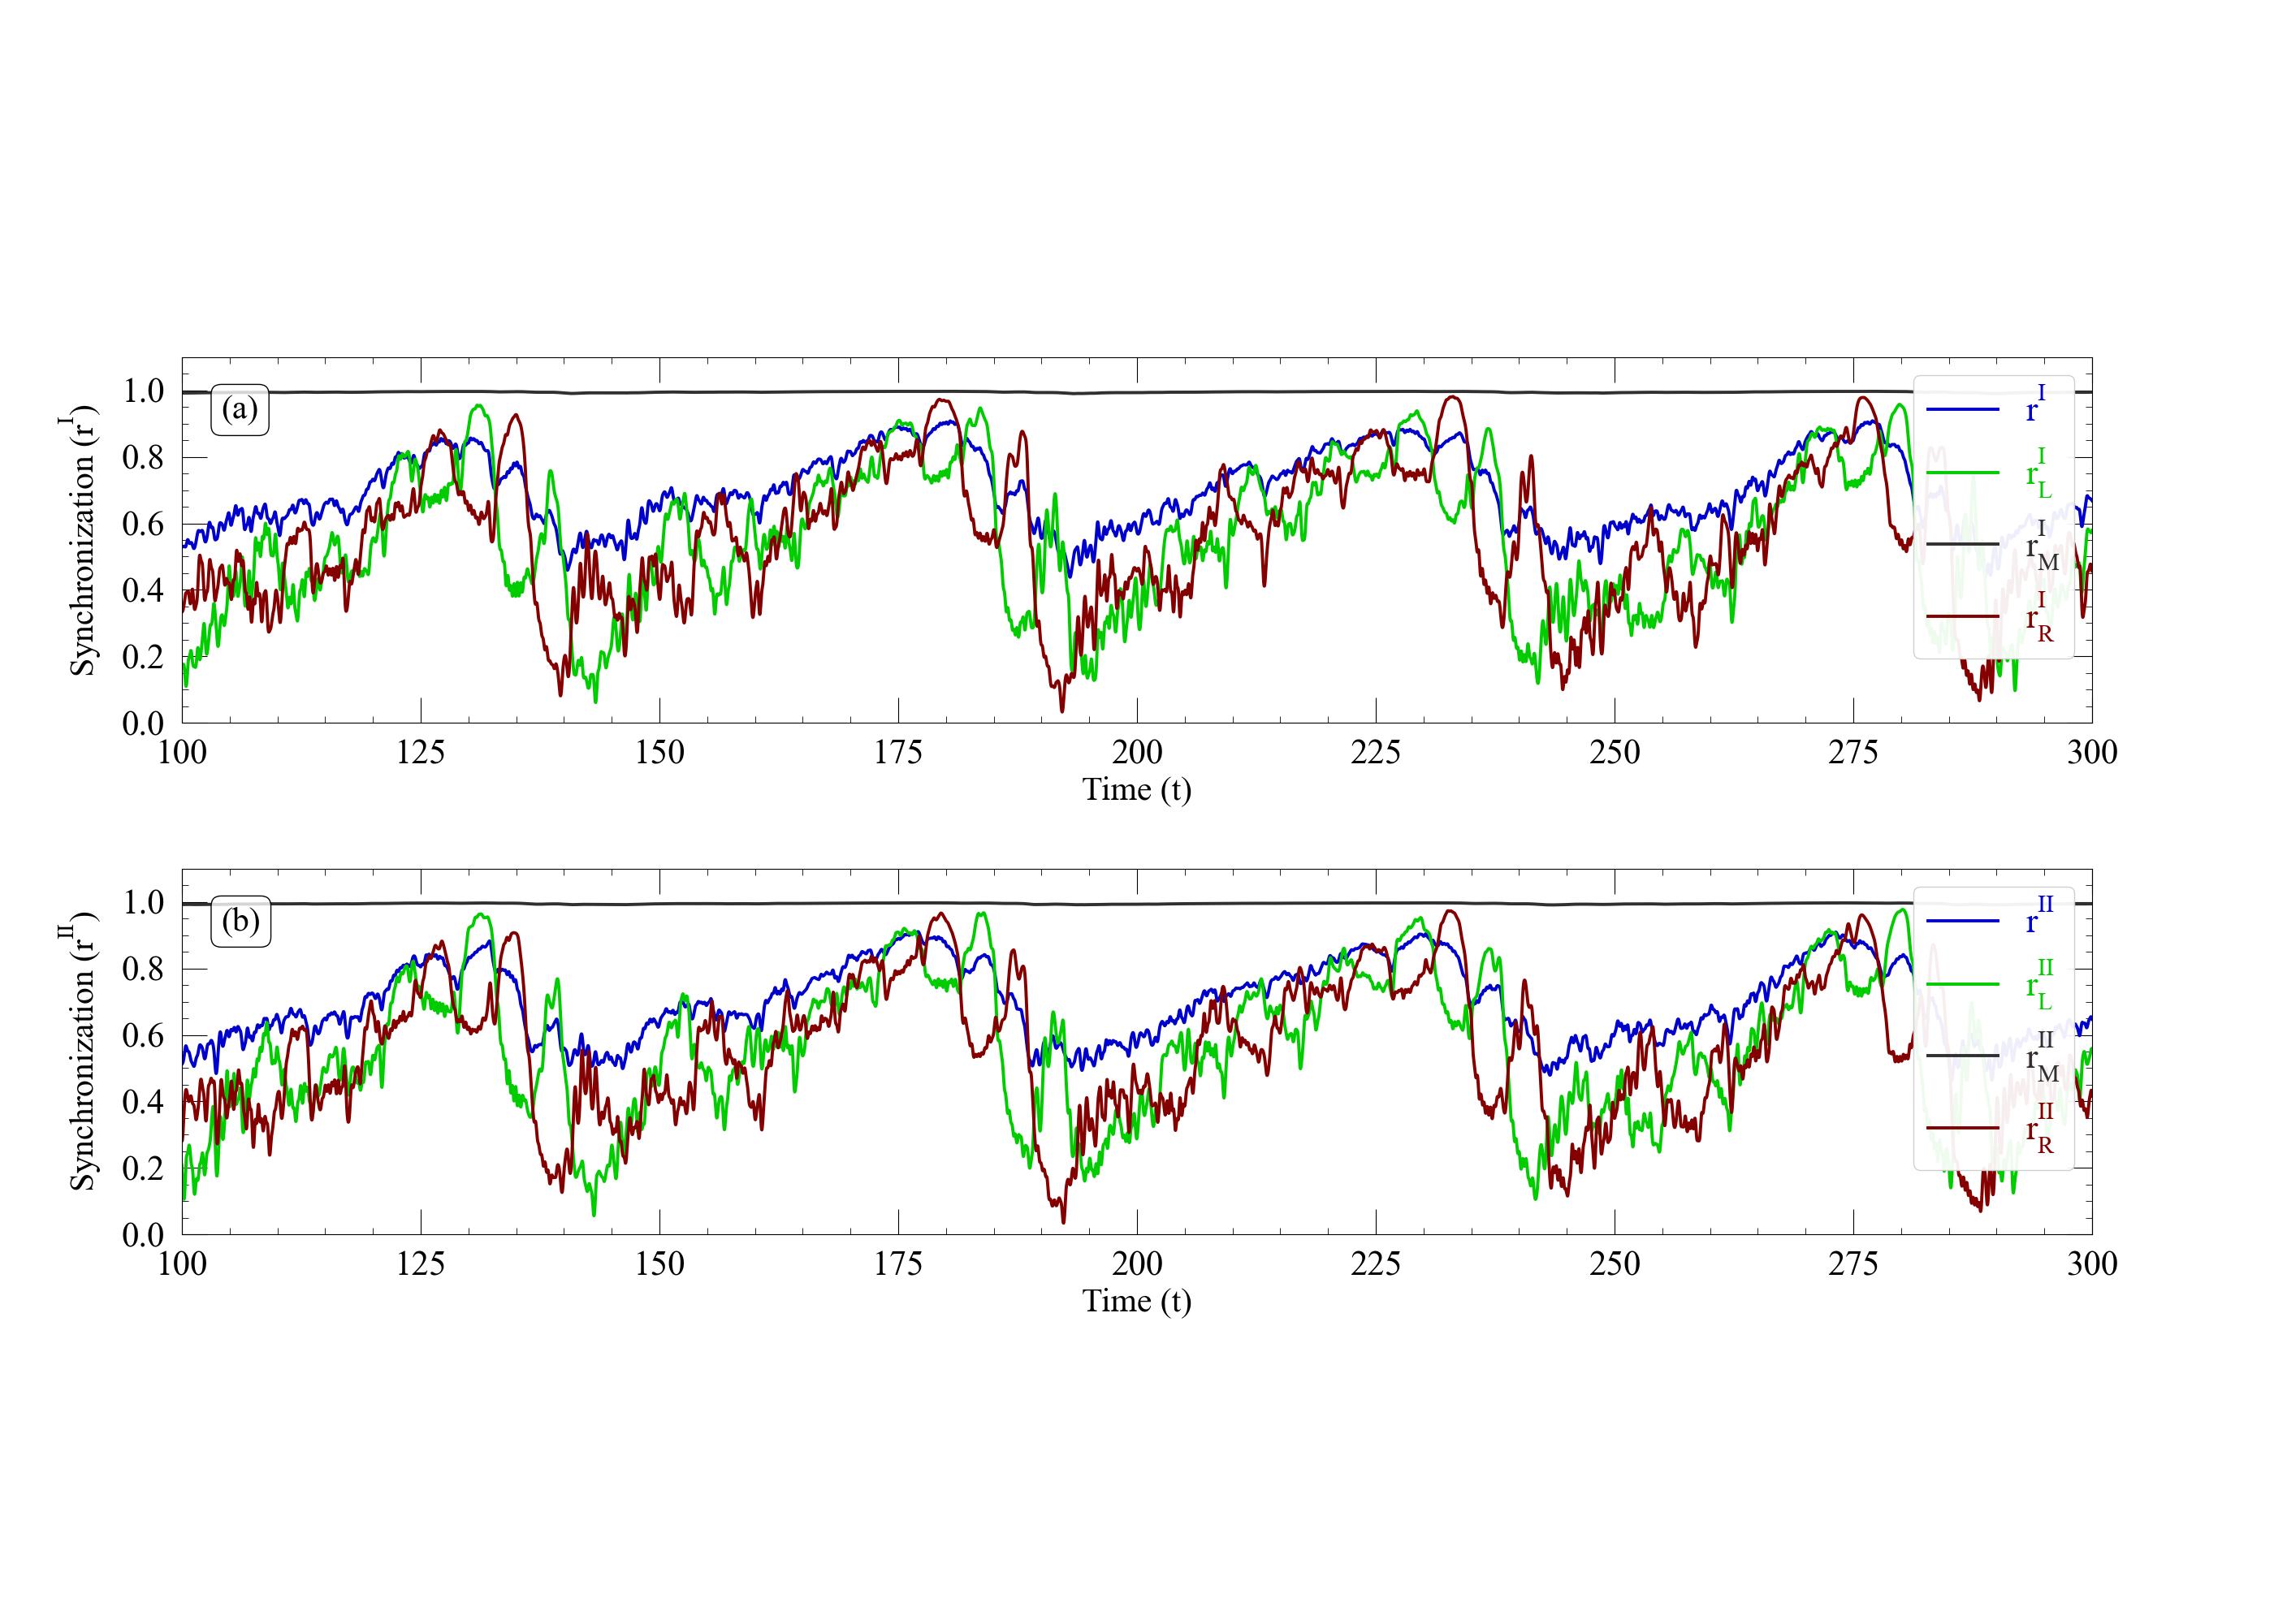 Synchronization (r^I)
(a)
1.0
0.8
0.6
0.4
0.2
0.0
r^I
r_L^I
r_M^I
r_R^I
100 125 150 175 200 225 250 275 300
Time (t)
Synchronization (r^II)
(b)
1.0
0.8
0.6
0.4
0.2
0.0
r^II
r_L^II
r_M^II
r_R^II
100 125 150 175 200 225 250 275 300
Time (t)